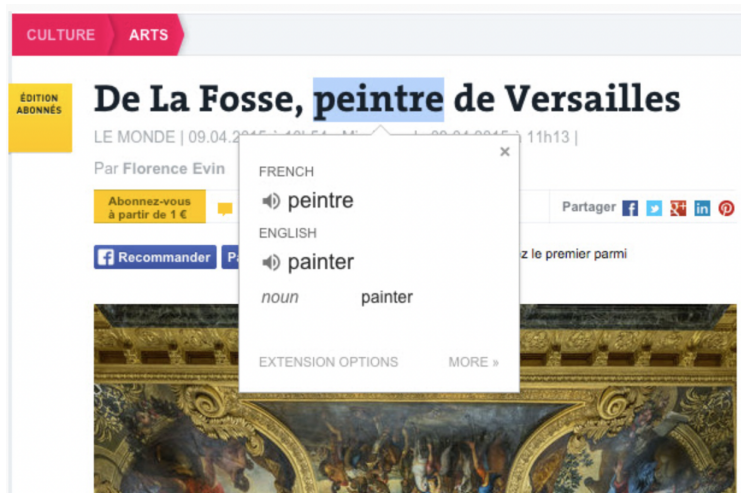 CULTURE
ARTS
ÉDITION
ABONNÉS
De La Fosse, peintre de Versailles
LE MONDE | 09.04.2015 11h13 |
Par Florence Evin
Abonnez-vous
à partir de 1 €
Partager
Recommander
z le premier parmi
×
FRENCH
peintre
ENGLISH
painter
noun painter
EXTENSION OPTIONS MORE »